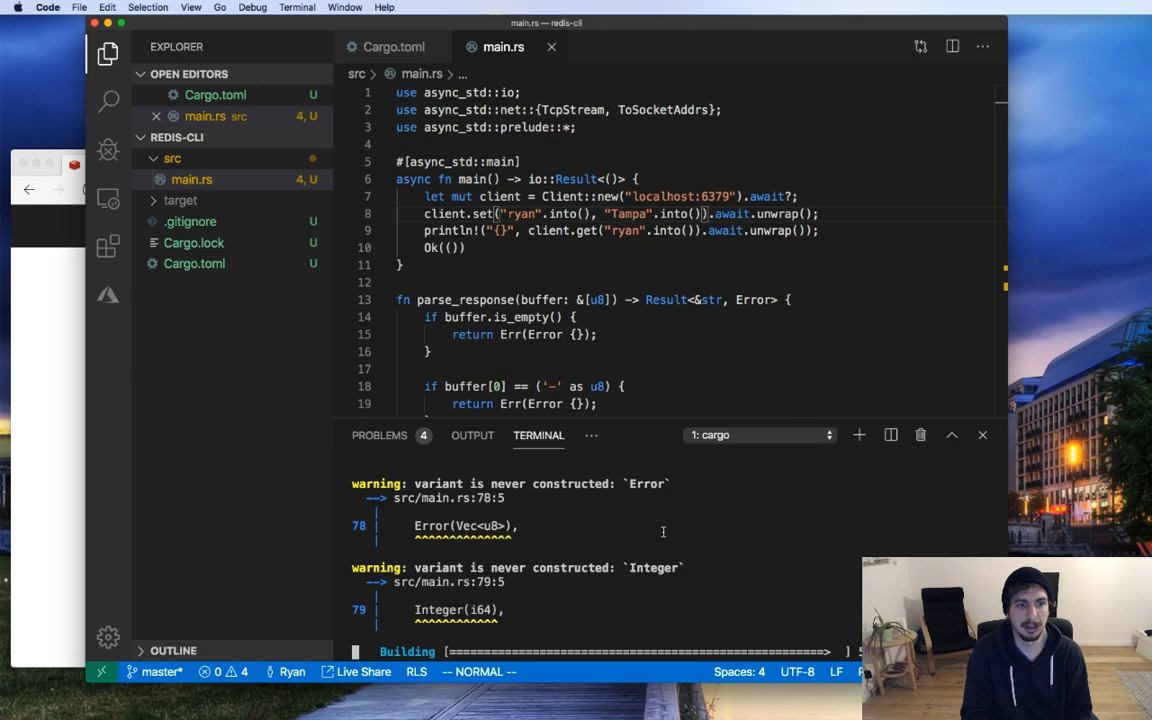 Code File Edit Selection View Go Debug Terminal Window Help
main.rs — redis-cli
EXPLORER
OPEN EDITORS
Cargo.toml U
main.rs src 4, U
REDIS-CLI
src
main.rs 4, U
target
.gitignore U
Cargo.lock U
Cargo.toml U
OUTLINE
Cargo.toml main.rs
src > main.rs > ...
1 use async_std::io;
2 use async_std::net::{TcpStream, ToSocketAddrs};
3 use async_std::prelude::*;
4
5 #[async_std::main]
6 async fn main() -> io::Result<()> {
7 let mut client = Client::new("localhost:6379").await?;
8 client.set("ryan".into(), "Tampa".into()).await.unwrap();
9 println!("{}", client.get("ryan".into()).await.unwrap());
10 Ok(())
11 }
12
13 fn parse_response(buffer: &[u8]) -> Result<&str, Error> {
14 if buffer.is_empty() {
15 return Err(Error {});
16 }
17
18 if buffer[0] == ('-' as u8) {
19 return Err(Error {});
PROBLEMS 4 OUTPUT TERMINAL ... 1: cargo
warning: variant is never constructed: `Error`
--> src/main.rs:78:5
|
78 | Error(Vec<u8>),
| ^^^^^^^^^^^^^^
warning: variant is never constructed: `Integer`
--> src/main.rs:79:5
|
79 | Integer(i64),
| ^^^^^^^^^^^^
Building [=====================================================> ] 5
master* 0 4 Ryan Live Share RLS -- NORMAL -- Spaces: 4 UTF-8 LF